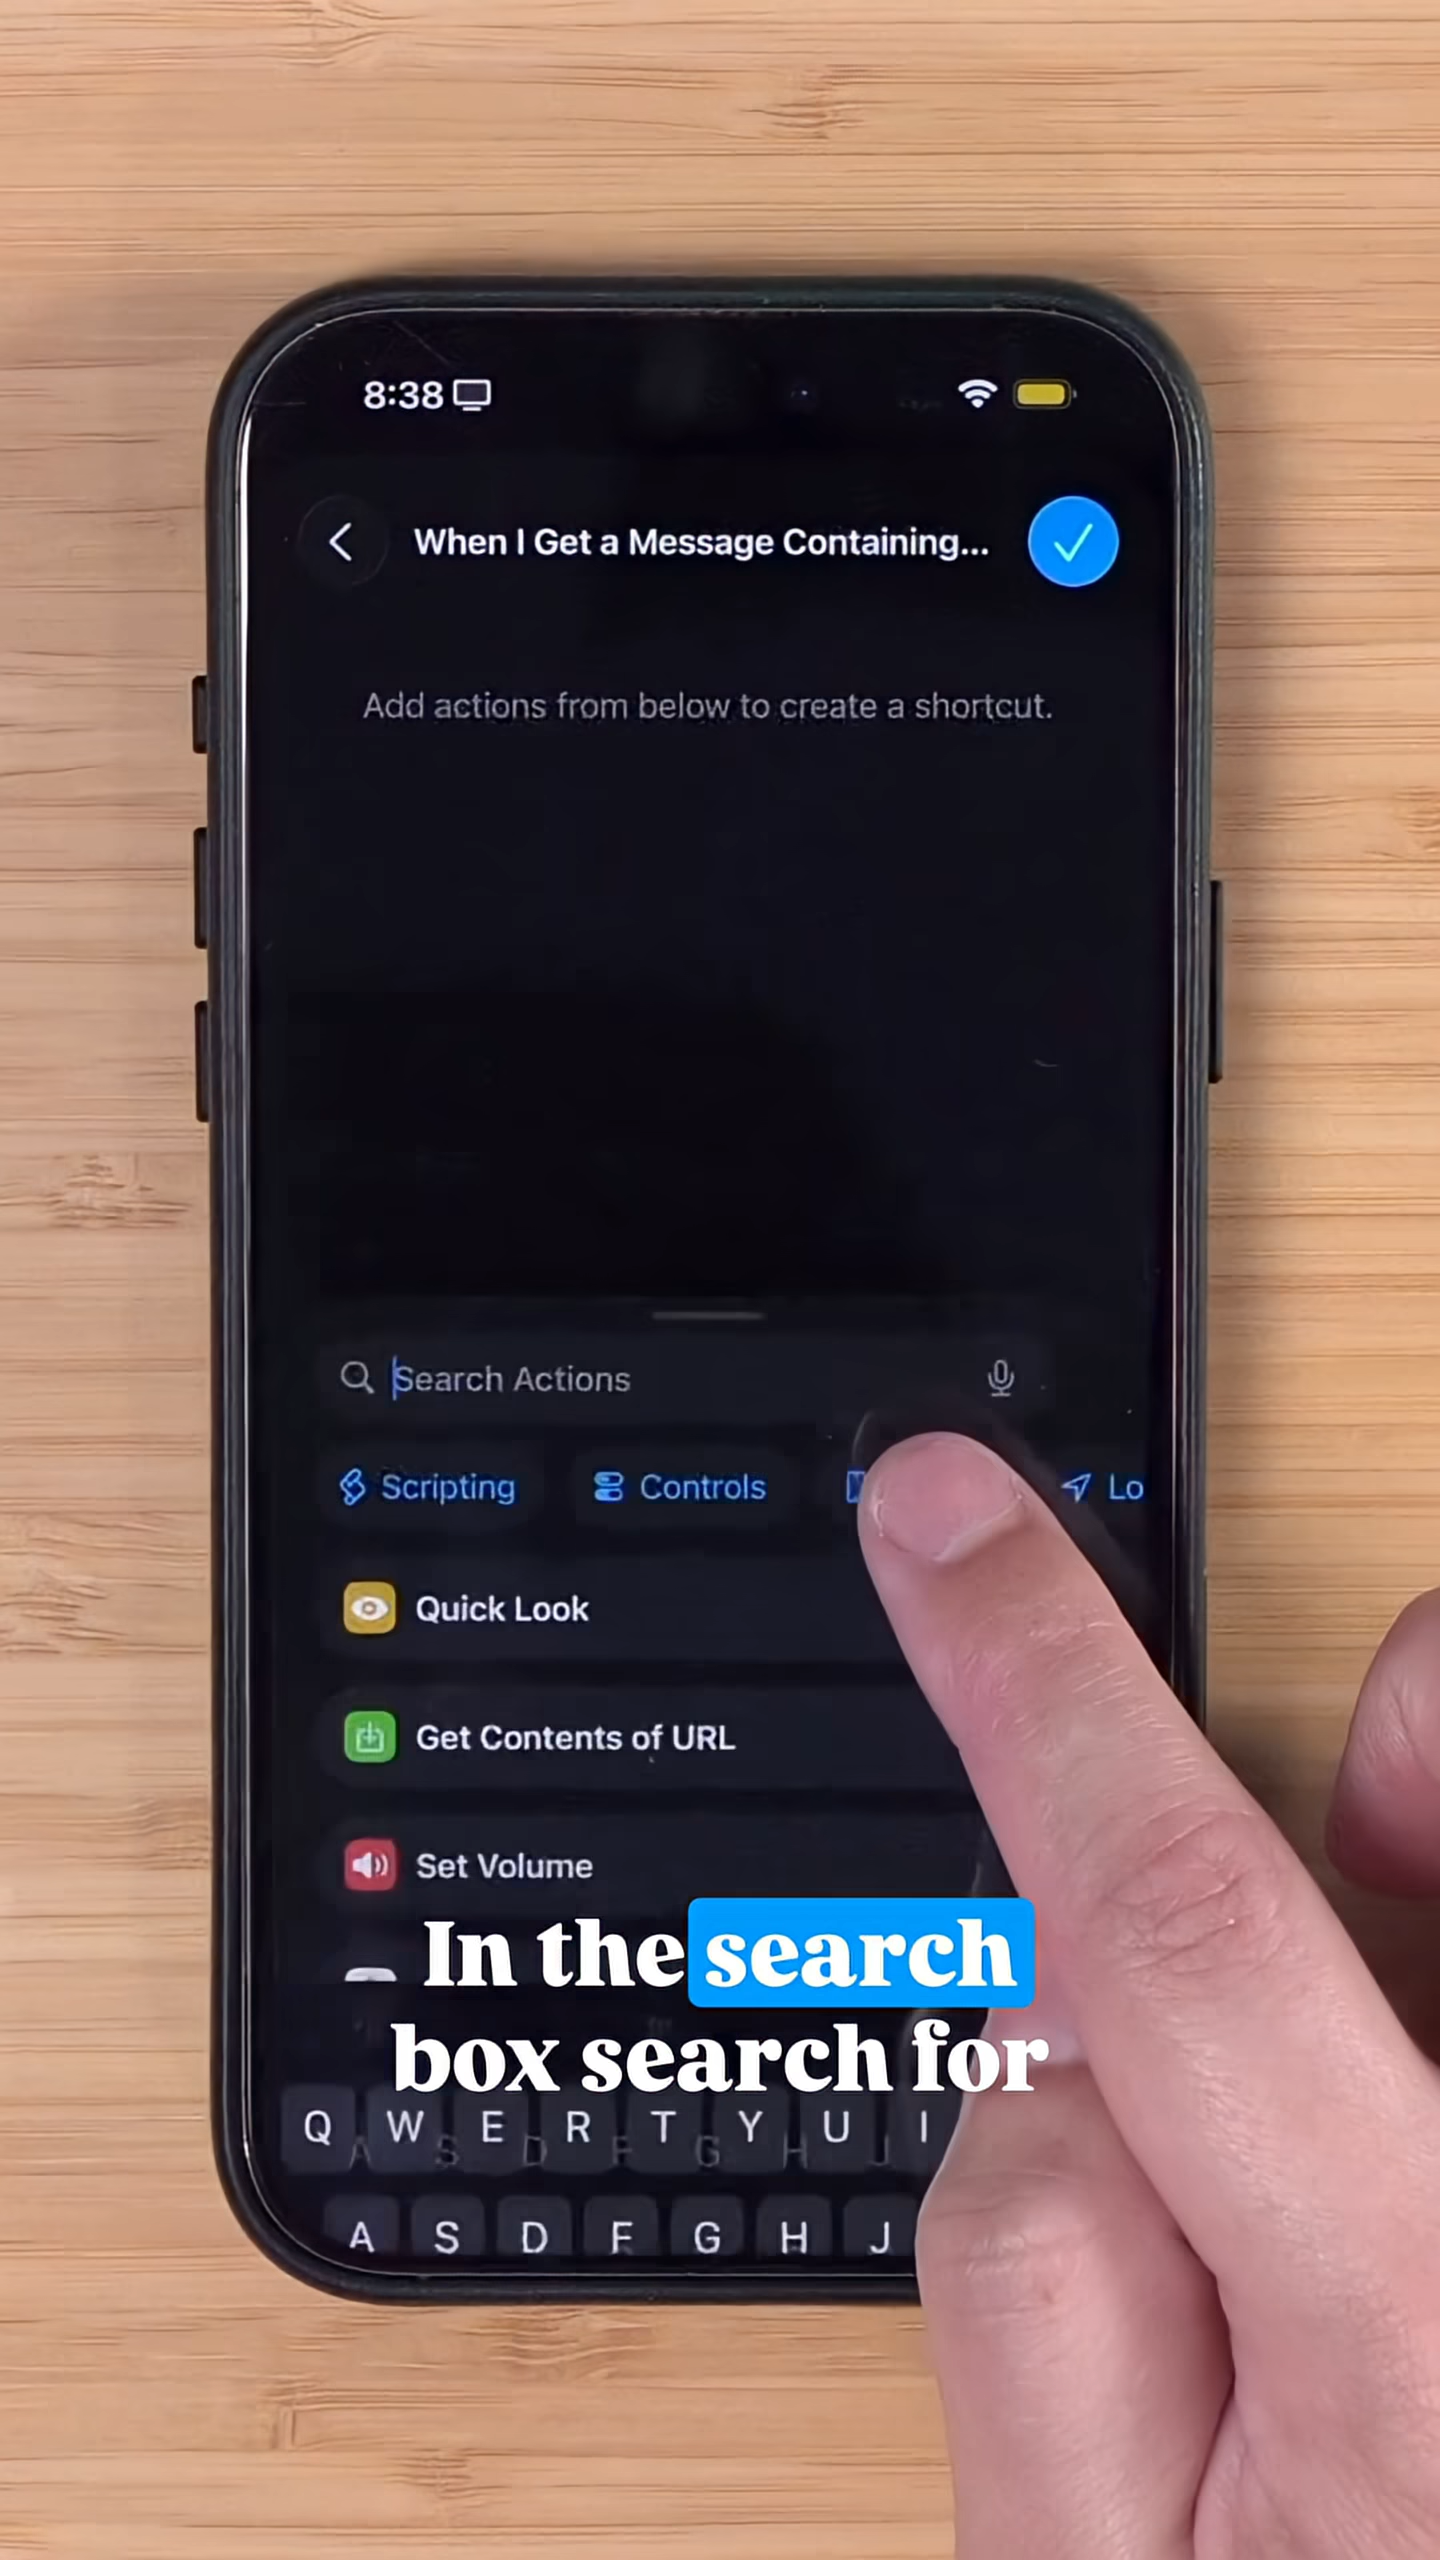 8:38
When I Get a Message Containing...
Add actions from below to create a shortcut.
Search Actions
Scripting
Controls
Lo
Quick Look
Get Contents of URL
Set Volume
In the search
box search for
Q W E R T Y U I
A S D F G H J